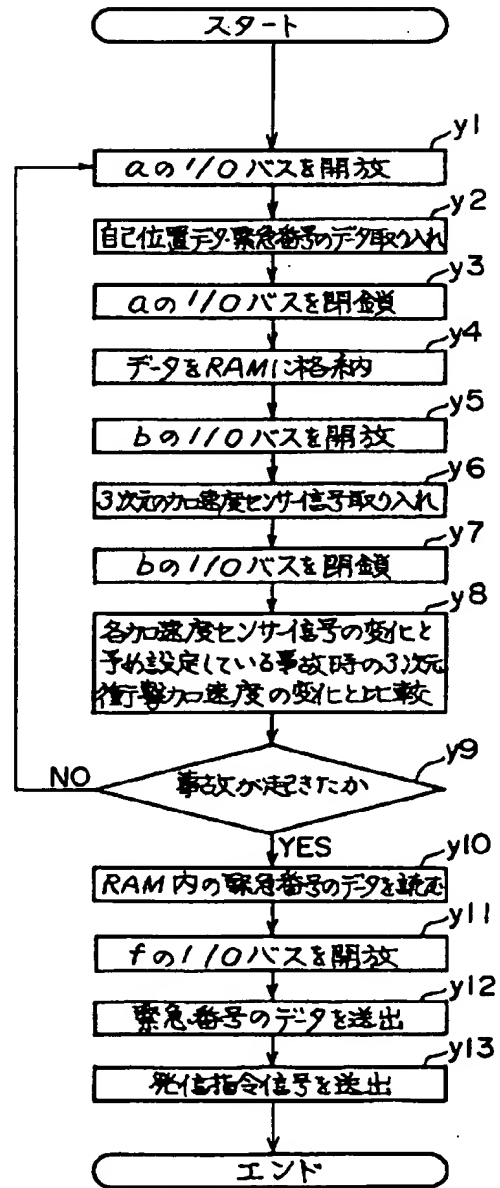 スタート
y1
aのI/Oバスを開放
y2
自己位置データ・緊急番号のデータ取り入れ
y3
aのI/Oバスを閉鎖
y4
データをRAMに格納
y5
bのI/Oバスを開放
y6
3次元の加速度センサー信号取り入れ
y7
bのI/Oバスを閉鎖
y8
各加速度センサー信号の変化と
予め設定している事故時の3次元
衝撃加速度の変化と比較
y9
事故が起きたか
NO
YES
y10
RAM内の緊急番号のデータを読む
y11
fのI/Oバスを開放
y12
緊急番号のデータを送出
y13
発信指令信号を送出
エンド